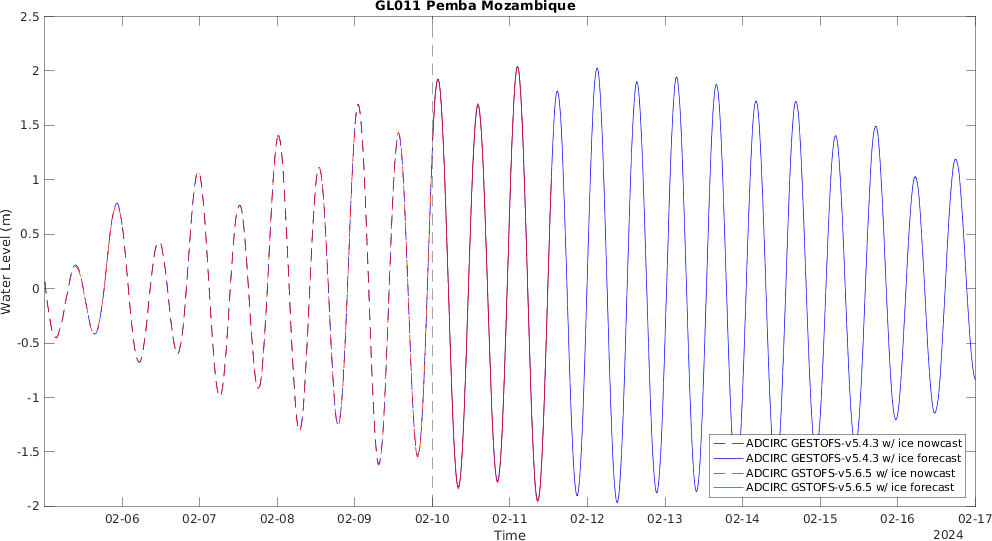 GL011 Pemba Mozambique
2.5
2
1.5
1
0.5
0
-0.5
-1
-1.5
-2
Water Level (m)
ADCIRC GESTOFS-v5.4.3 w/ ice nowcast
ADCIRC GESTOFS-v5.4.3 w/ ice forecast
ADCIRC GSTOFS-v5.6.5 w/ ice nowcast
ADCIRC GSTOFS-v5.6.5 w/ ice forecast
02-06 02-07 02-08 02-09 02-10 02-11 02-12 02-13 02-14 02-15 02-16 02-17
Time
2024